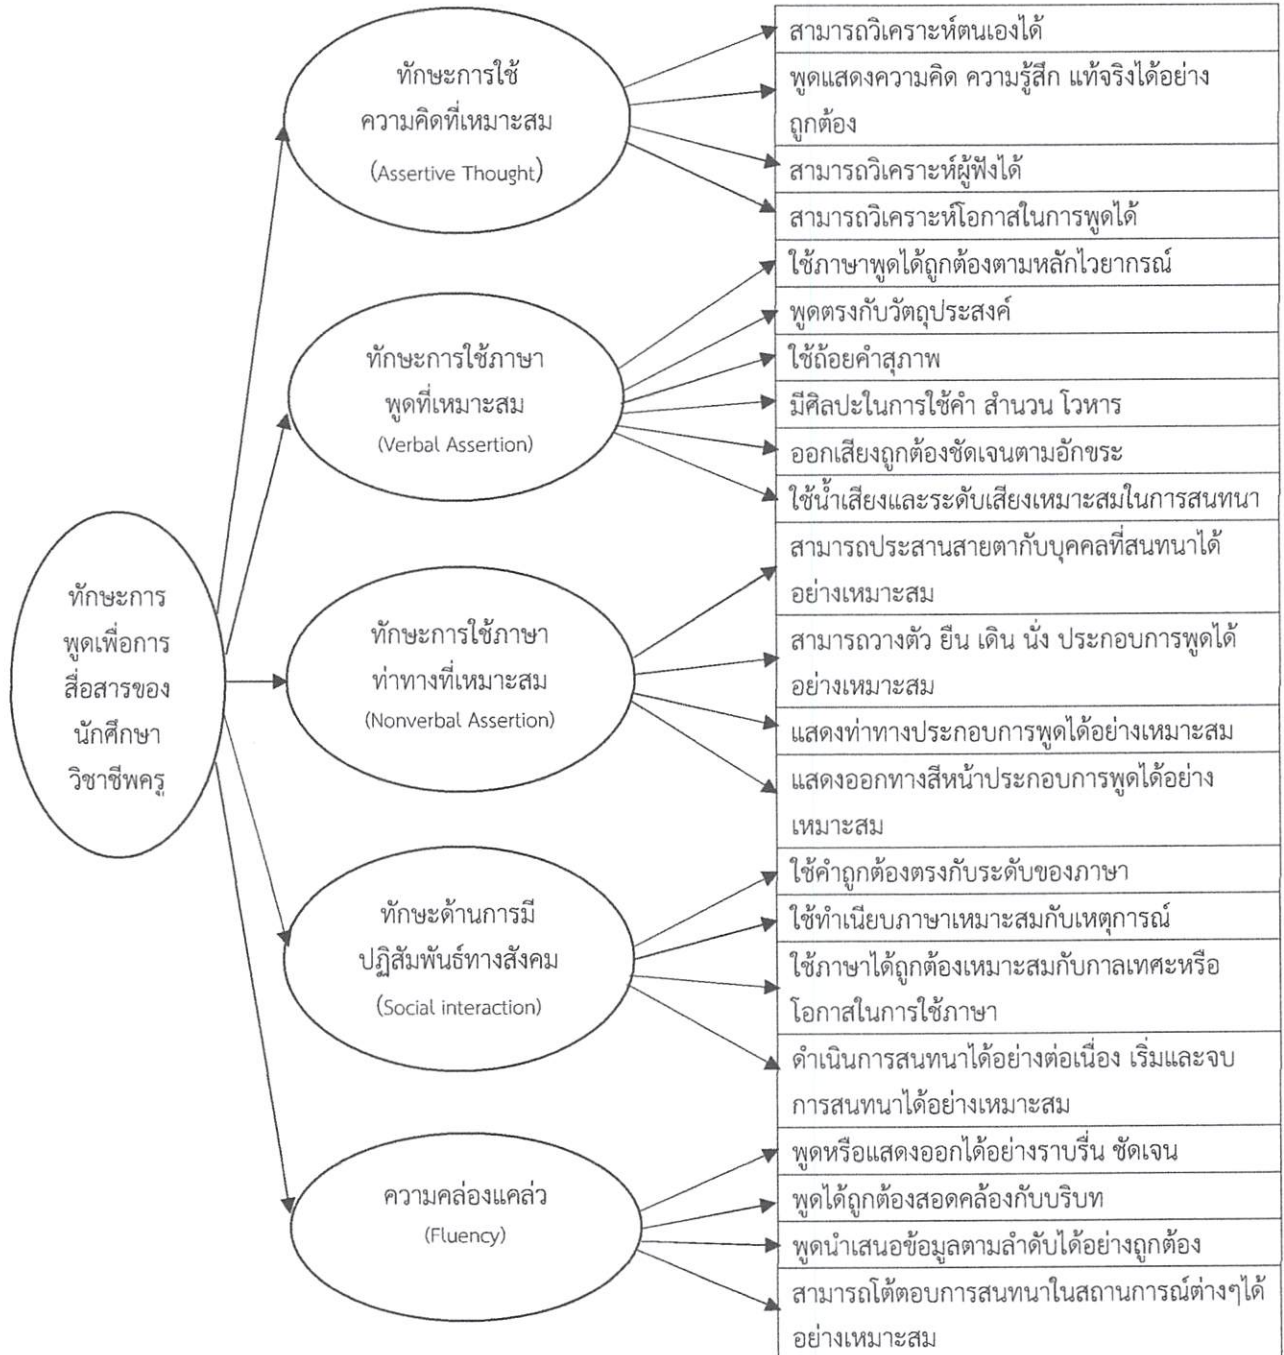 ทักษะการ
พูดเพื่อการ
สื่อสารของ
นักศึกษา
วิชาชีพครู
ทักษะการใช้
ความคิดที่เหมาะสม
(Assertive Thought)
สามารถวิเคราะห์ตนเองได้
พูดแสดงความคิด ความรู้สึก แท้จริงได้อย่าง
ถูกต้อง
สามารถวิเคราะห์ผู้ฟังได้
สามารถวิเคราะห์โอกาสในการพูดได้
ทักษะการใช้ภาษา
พูดที่เหมาะสม
(Verbal Assertion)
ใช้ภาษาพูดได้ถูกต้องตามหลักไวยากรณ์
พูดตรงกับวัตถุประสงค์
ใช้ถ้อยคำสุภาพ
มีศิลปะในการใช้คำ สำนวน โวหาร
ออกเสียงถูกต้องชัดเจนตามอักขระ
ใช้น้ำเสียงและระดับเสียงเหมาะสมในการสนทนา
ทักษะการใช้ภาษา
ท่าทางที่เหมาะสม
(Nonverbal Assertion)
สามารถประสานสายตากับบุคคลที่สนทนาได้
อย่างเหมาะสม
สามารถวางตัว ยืน เดิน นั่ง ประกอบการพูดได้
อย่างเหมาะสม
แสดงท่าทางประกอบการพูดได้อย่างเหมาะสม
แสดงออกทางสีหน้าประกอบการพูดได้อย่าง
เหมาะสม
ทักษะด้านการมี
ปฏิสัมพันธ์ทางสังคม
(Social interaction)
ใช้คำถูกต้องตรงกับระดับของภาษา
ใช้ทำเนียบภาษาเหมาะสมกับเหตุการณ์
ใช้ภาษาได้ถูกต้องเหมาะสมกับกาลเทศะหรือ
โอกาสในการใช้ภาษา
ดำเนินการสนทนาได้อย่างต่อเนื่อง เริ่มและจบ
การสนทนาได้อย่างเหมาะสม
ความคล่องแคล่ว
(Fluency)
พูดหรือแสดงออกได้อย่างราบรื่น ชัดเจน
พูดได้ถูกต้องสอดคล้องกับบริบท
พูดนำเสนอข้อมูลตามลำดับได้อย่างถูกต้อง
สามารถโต้ตอบการสนทนาในสถานการณ์ต่างๆได้
อย่างเหมาะสม